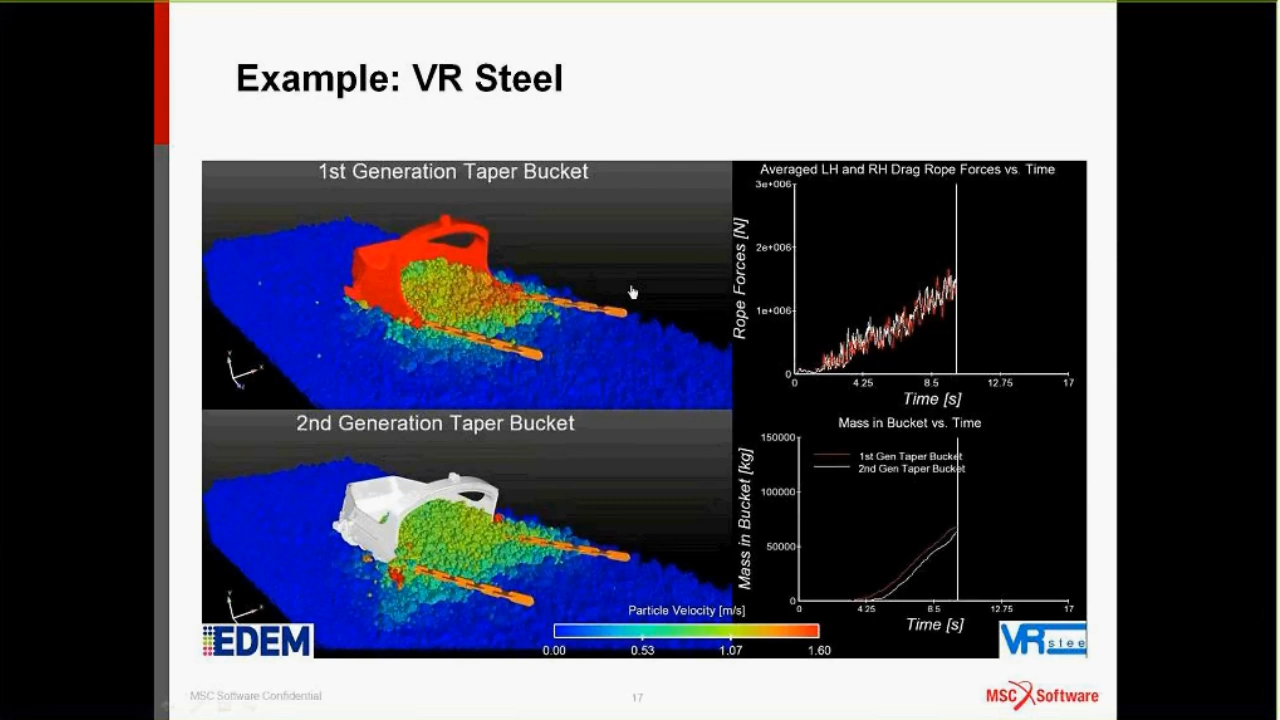 Example: VR Steel
1st Generation Taper Bucket
2nd Generation Taper Bucket
Averaged LH and RH Drag Rope Forces vs. Time
Rope Forces [N]
3e+006
2e+006
1e+006
0
0 4.25 8.5 12.75 17
Time [s]
Mass in Bucket vs. Time
Mass in Bucket [kg]
150000
100000
50000
0
1st Gen Taper Bucket
2nd Gen Taper Bucket
0 4.25 8.5 12.75 17
Time [s]
Particle Velocity [m/s]
0.00 0.53 1.07 1.60
EDEM
VR stee
MSC Software Confidential
17
MSC Software